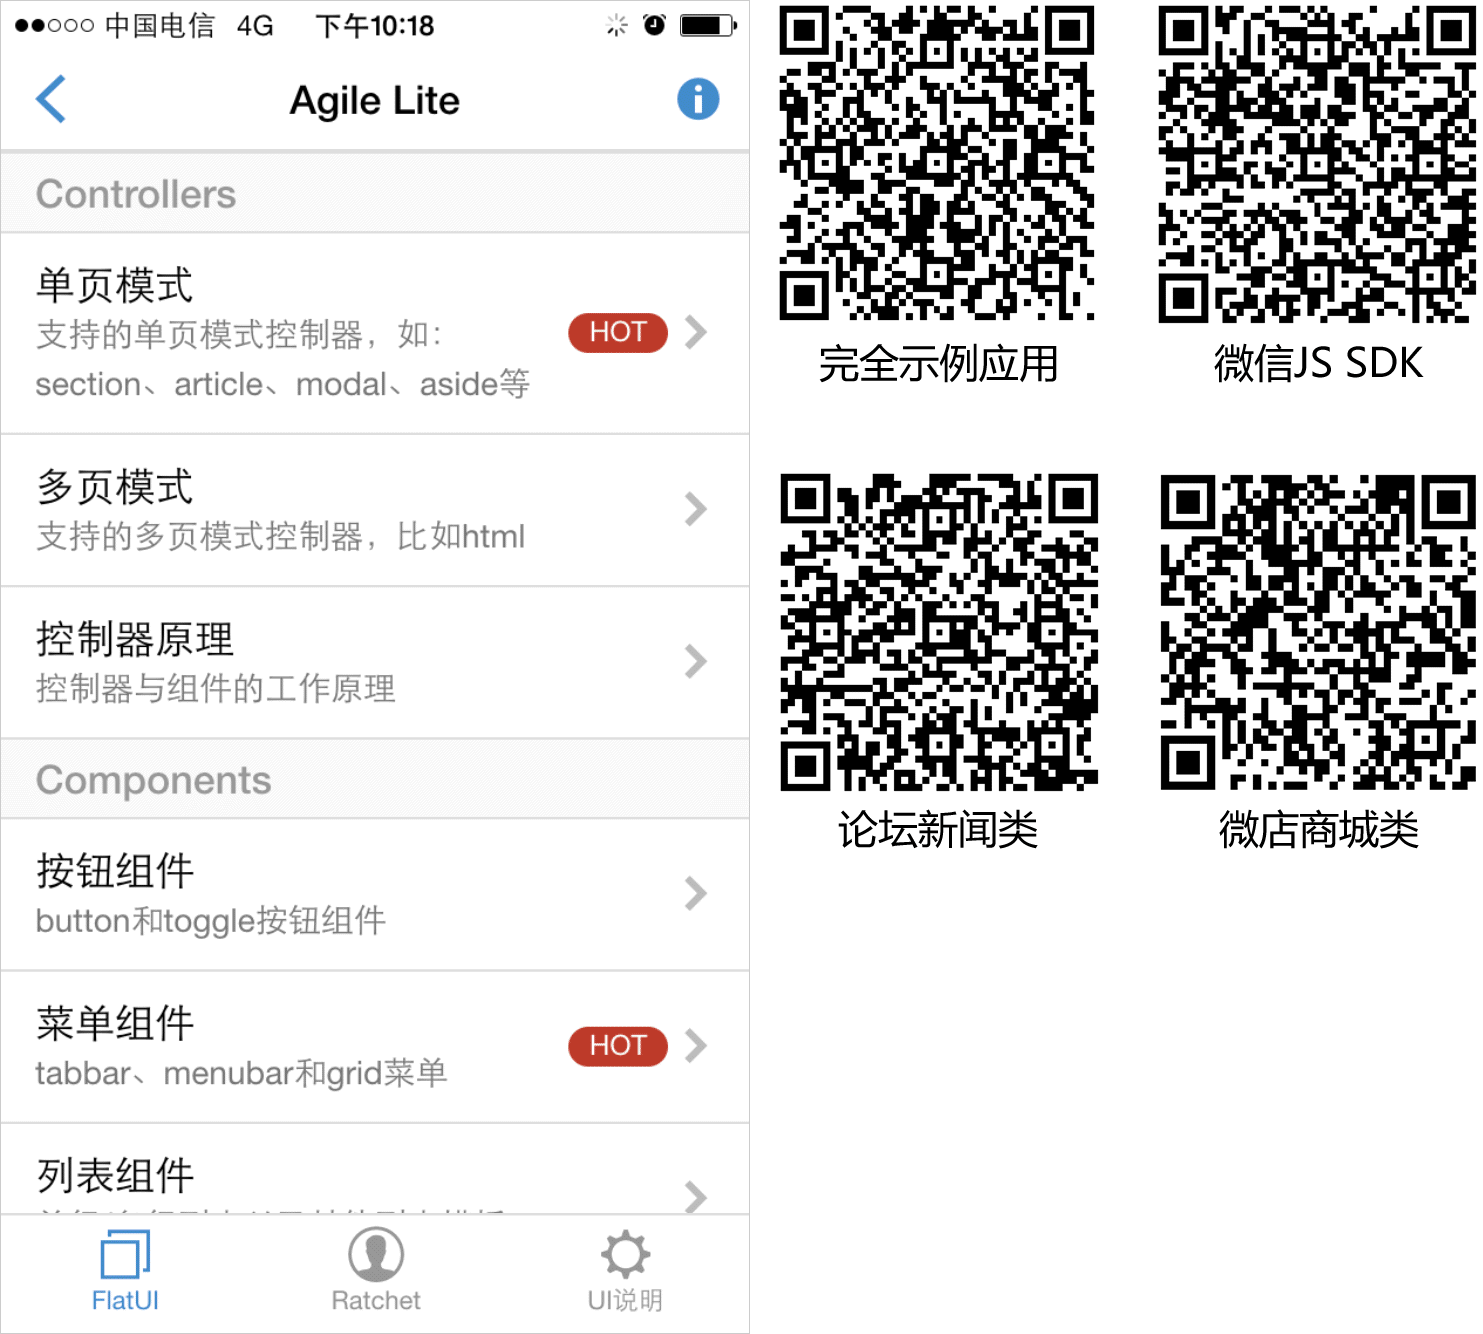 中国电信 4G 下午10:18
Agile Lite
Controllers
单页模式
支持的单页模式控制器，如：
section、article、modal、aside等
HOT
多页模式
支持的多页模式控制器，比如html
控制器原理
控制器与组件的工作原理
Components
按钮组件
button和toggle按钮组件
菜单组件
tabbar、menubar和grid菜单
HOT
列表组件
FlatUI
Ratchet
UI说明
完全示例应用
微信JS SDK
论坛新闻类
微店商城类